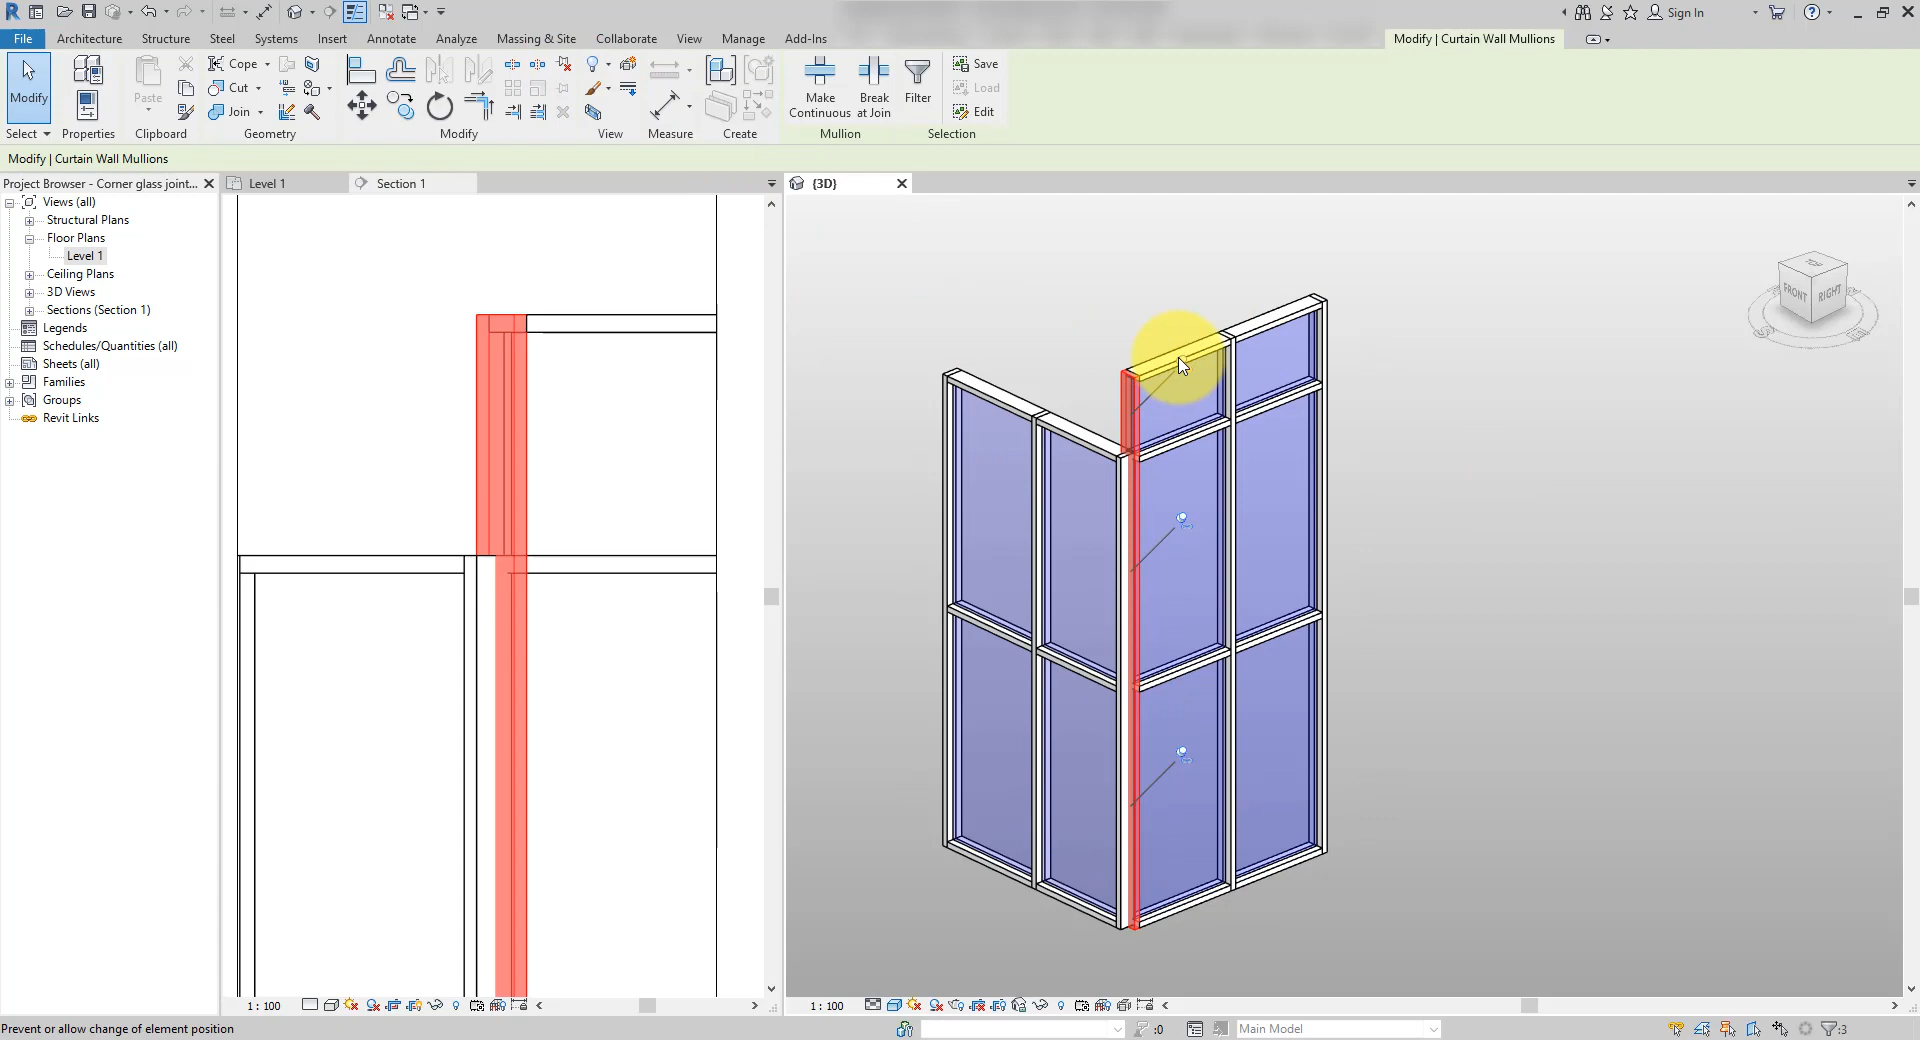 Sign In
File Architecture Structure Steel Systems Insert Annotate Analyze Massing & Site Collaborate View Manage Add-Ins Modify | Curtain Wall Mullions
Modify
Paste
Cope
Cut
Join
Make
Continuous
Break
at Join
Filter
Save
Load
Edit
Select Properties Clipboard Geometry Modify View Measure Create Mullion Selection
Modify | Curtain Wall Mullions
Project Browser - Corner glass joint...
Level 1
Section 1
{3D}
Views (all)
Structural Plans
Floor Plans
Level 1
Ceiling Plans
3D Views
Sections (Section 1)
Legends
Schedules/Quantities (all)
Sheets (all)
Families
Groups
Revit Links
TOP
FRONT
RIGHT
S
E
1 : 100
1 : 100
Prevent or allow change of element position
:0
Main Model
:3